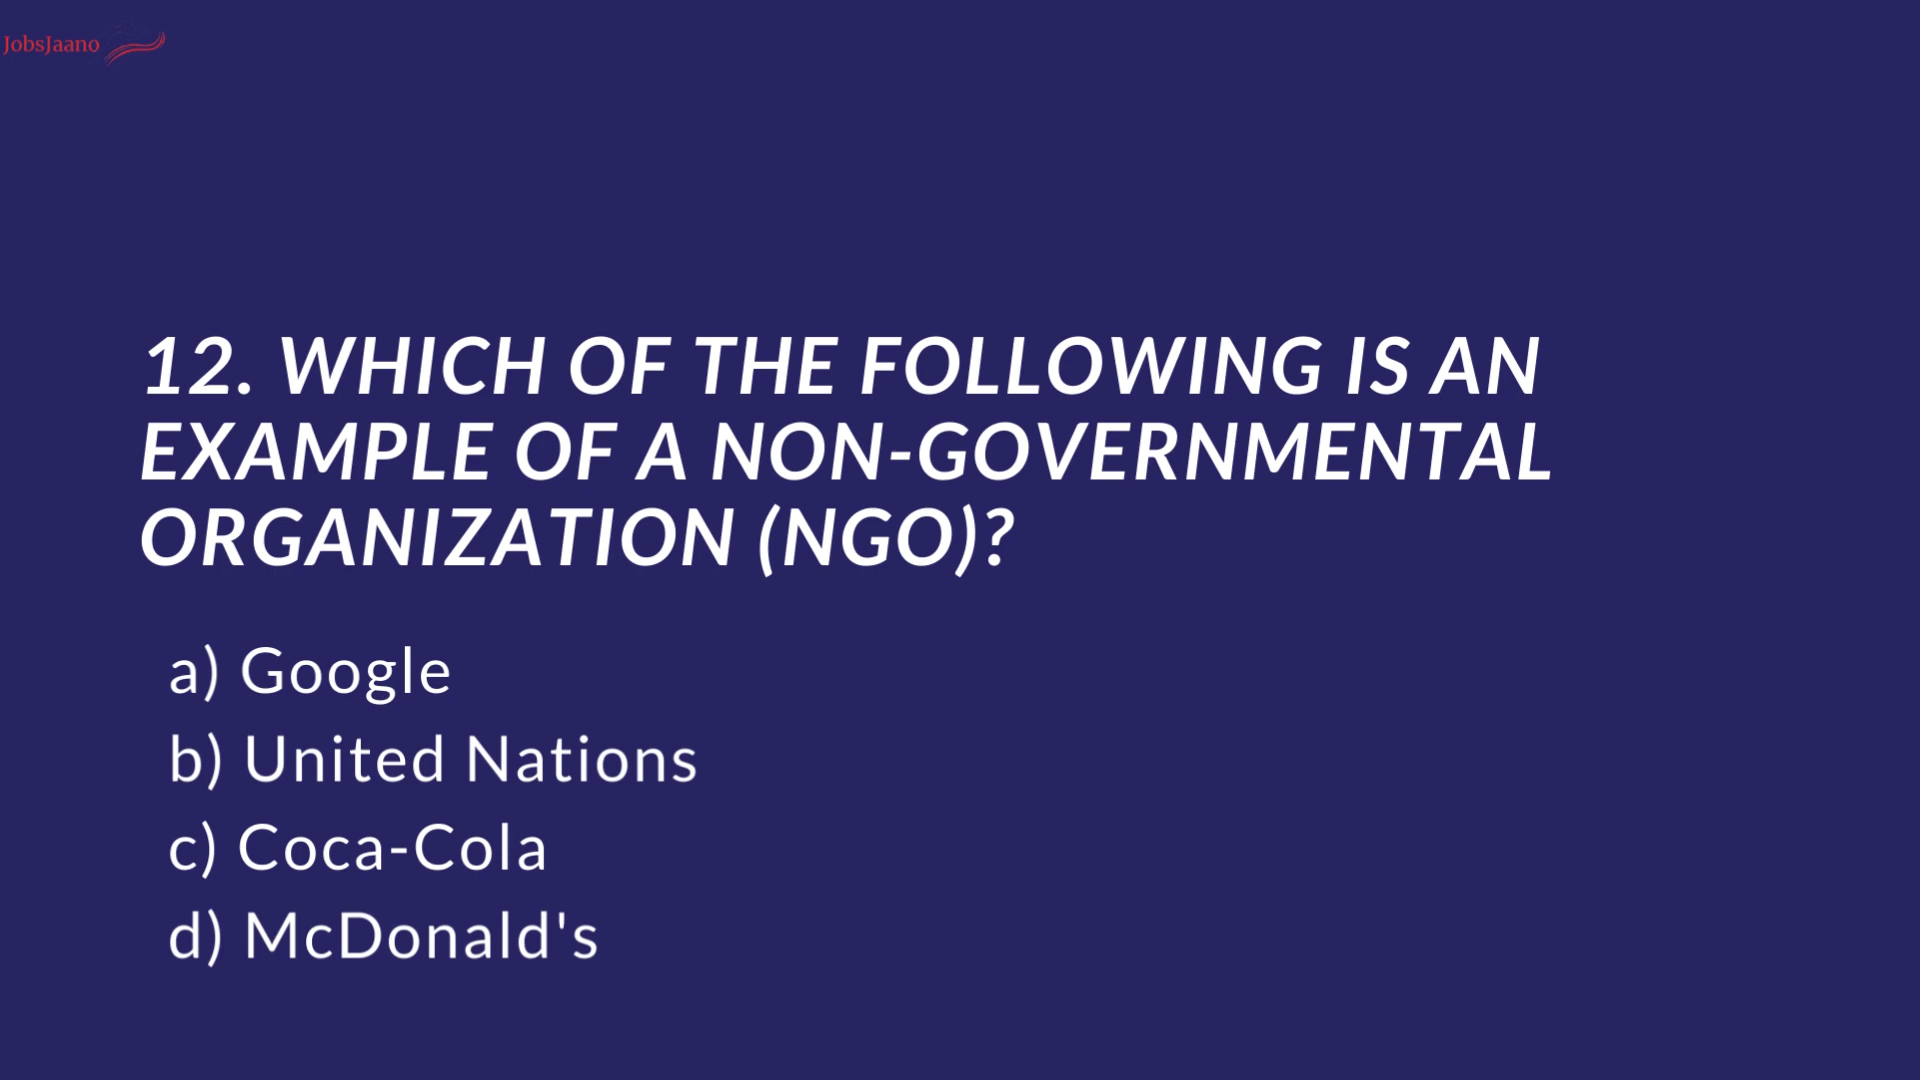 JobsJaano
12. WHICH OF THE FOLLOWING IS AN
EXAMPLE OF A NON-GOVERNMENTAL
ORGANIZATION (NGO)?
a) Google
b) United Nations
c) Coca-Cola
d) McDonald's